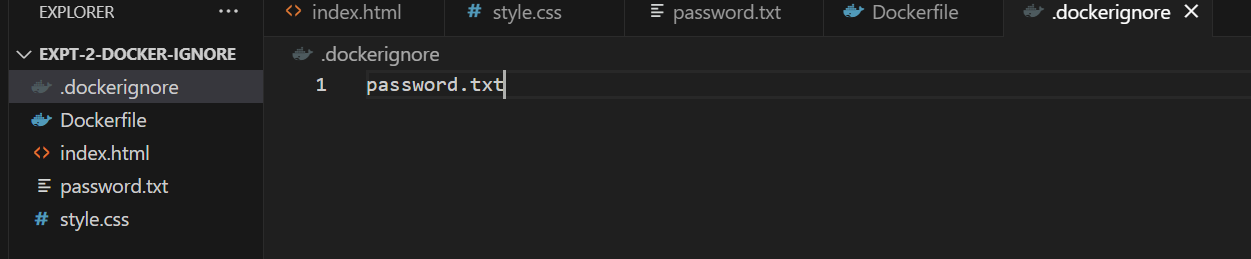 EXPLORER ...
EXPT-2-DOCKER-IGNORE
.dockerignore
Dockerfile
index.html
password.txt
style.css
index.html style.css password.txt Dockerfile .dockerignore
.dockerignore
1 password.txt